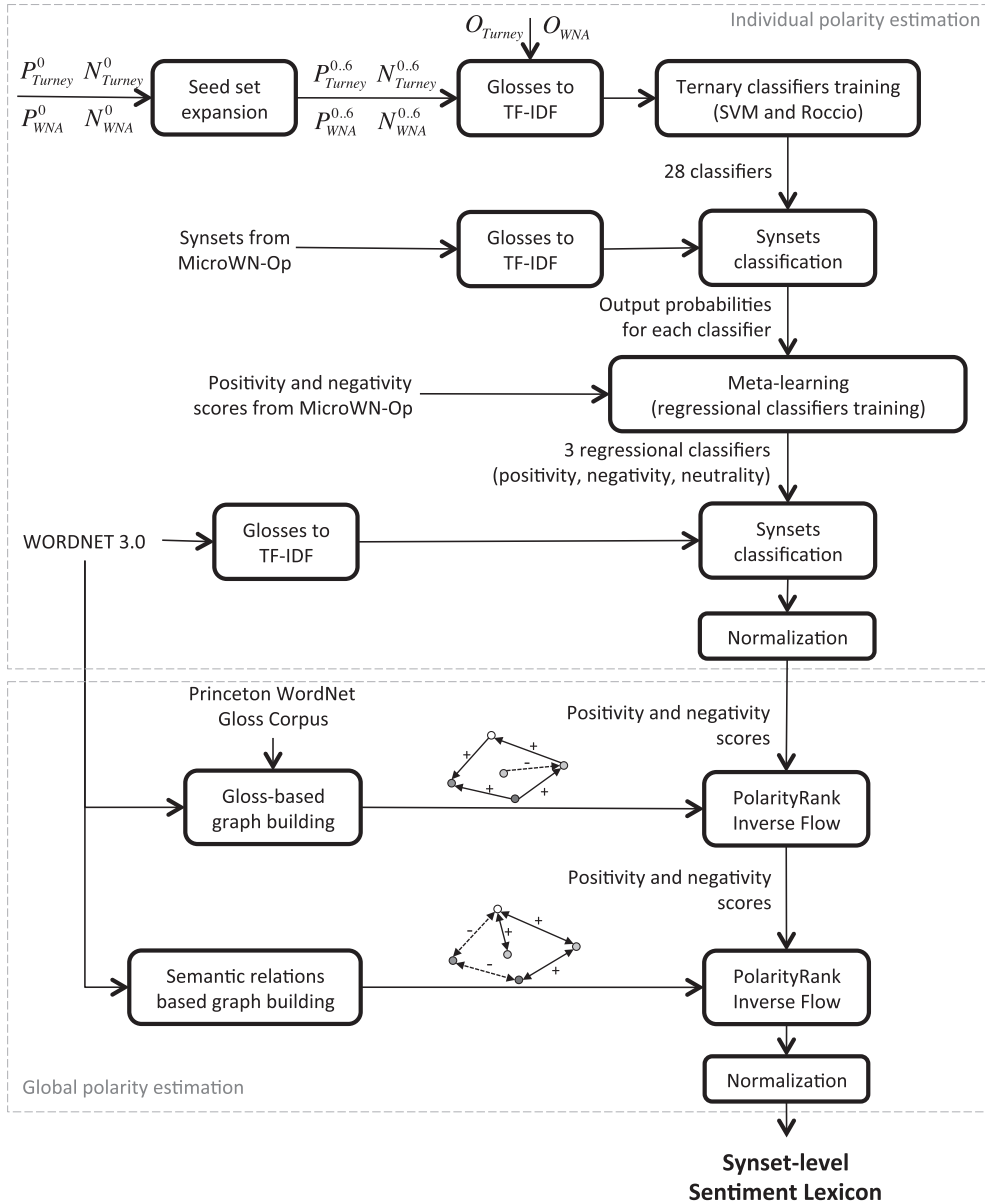 Individual polarity estimation
O_Turney O_WNA
P^0_Turney N^0_Turney
P^0_WNA N^0_WNA
Seed set
expansion
P^0..6_Turney N^0..6_Turney
P^0..6_WNA N^0..6_WNA
Glosses to
TF-IDF
Ternary classifiers training
(SVM and Roccio)
28 classifiers
Synsets from
MicroWN-Op
Glosses to
TF-IDF
Synsets
classification
Output probabilities
for each classifier
Positivity and negativity
scores from MicroWN-Op
Meta-learning
(regressional classifiers training)
3 regressional classifiers
(positivity, negativity, neutrality)
WORDNET 3.0
Glosses to
TF-IDF
Synsets
classification
Normalization
Princeton WordNet
Gloss Corpus
Positivity and negativity
scores
Gloss-based
graph building
+ + - + +
PolarityRank
Inverse Flow
Positivity and negativity
scores
Semantic relations
based graph building
- + + - +
PolarityRank
Inverse Flow
Normalization
Global polarity estimation
Synset-level
Sentiment Lexicon